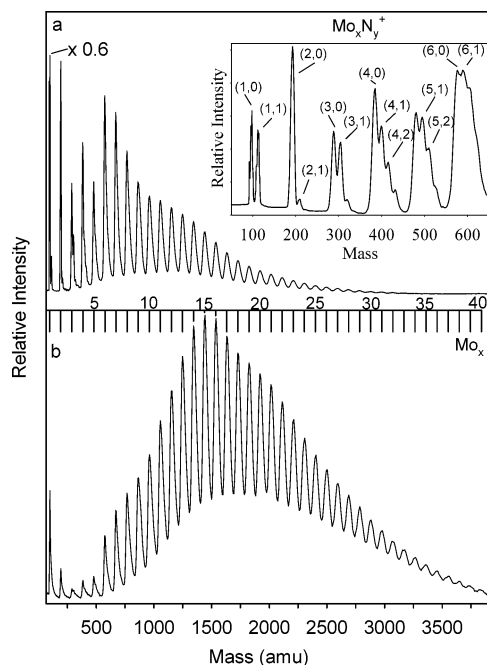 a
Mo_xN_y^+
x 0.6
(1,0)
(1,1)
(2,0)
(2,1)
(3,0)
(3,1)
(4,0)
(4,1)
(4,2)
(5,1)
(5,2)
(6,0)
(6,1)
Relative Intensity
100 200 300 400 500 600
Mass
5 10 15 20 25 30 35 40
b
Mo_x
Relative Intensity
500 1000 1500 2000 2500 3000 3500
Mass (amu)